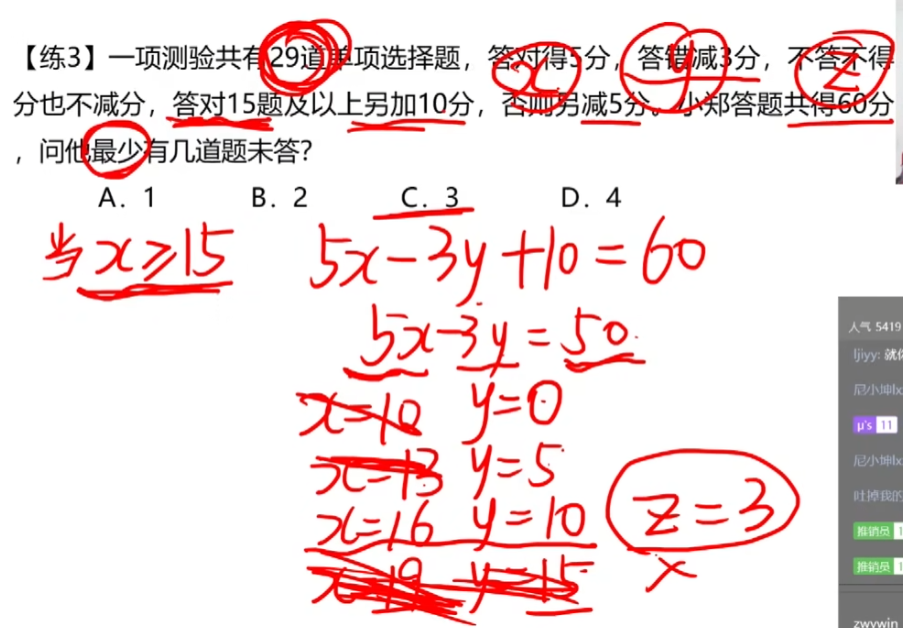 【练3】一项测验共有29道单项选择题，答对得5分，答错减3分，不答不得
分也不减分，答对15题及以上另加10分，否则另减5分。小郑答题共得60分
，问他最少有几道题未答？
x y z
A. 1 B. 2 C. 3 D. 4
当x≥15 5x-3y+10=60
5x-3y=50
人气 5419
ljiyy:
x=10 y=0
尼小坤lx
μ's 11
x=13 y=5
尼小坤lx
z=3
吐掉我的
x=16 y=10
推销员 1
x=19 y=15 ×
推销员 1
zwywin